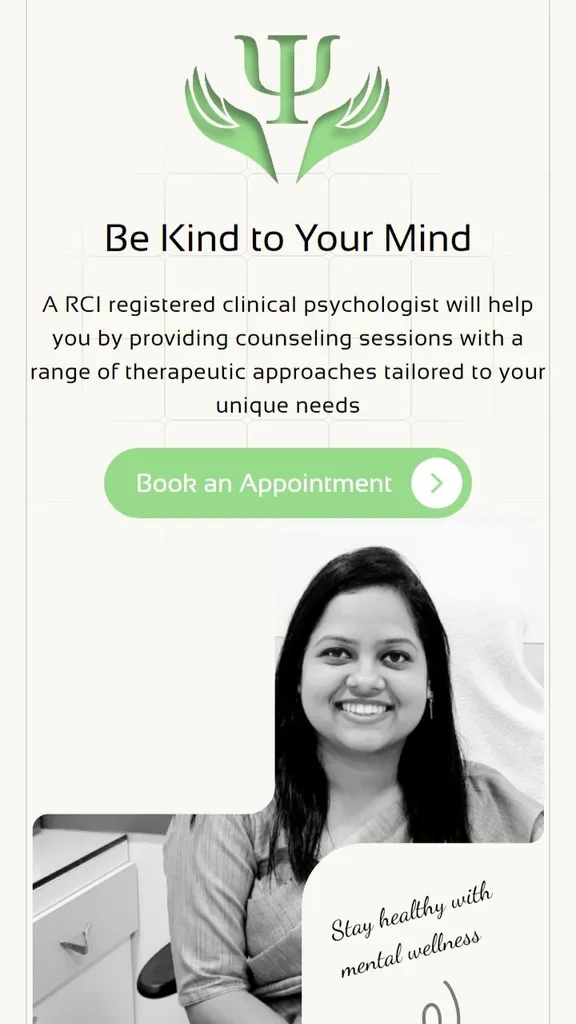 Ψ
Be Kind to Your Mind
A RCI registered clinical psychologist will help
you by providing counseling sessions with a
range of therapeutic approaches tailored to your
unique needs
Book an Appointment
Stay healthy with
mental wellness